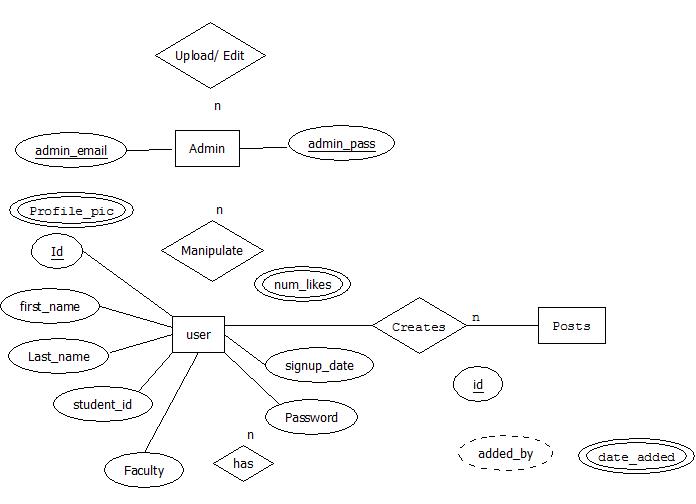 Upload/ Edit
n
admin_email
Admin
admin_pass
Profile_pic
n
Id
Manipulate
num_likes
first_name
user
Creates
n
Posts
Last_name
signup_date
id
student_id
Password
n
added_by
date_added
Faculty
has